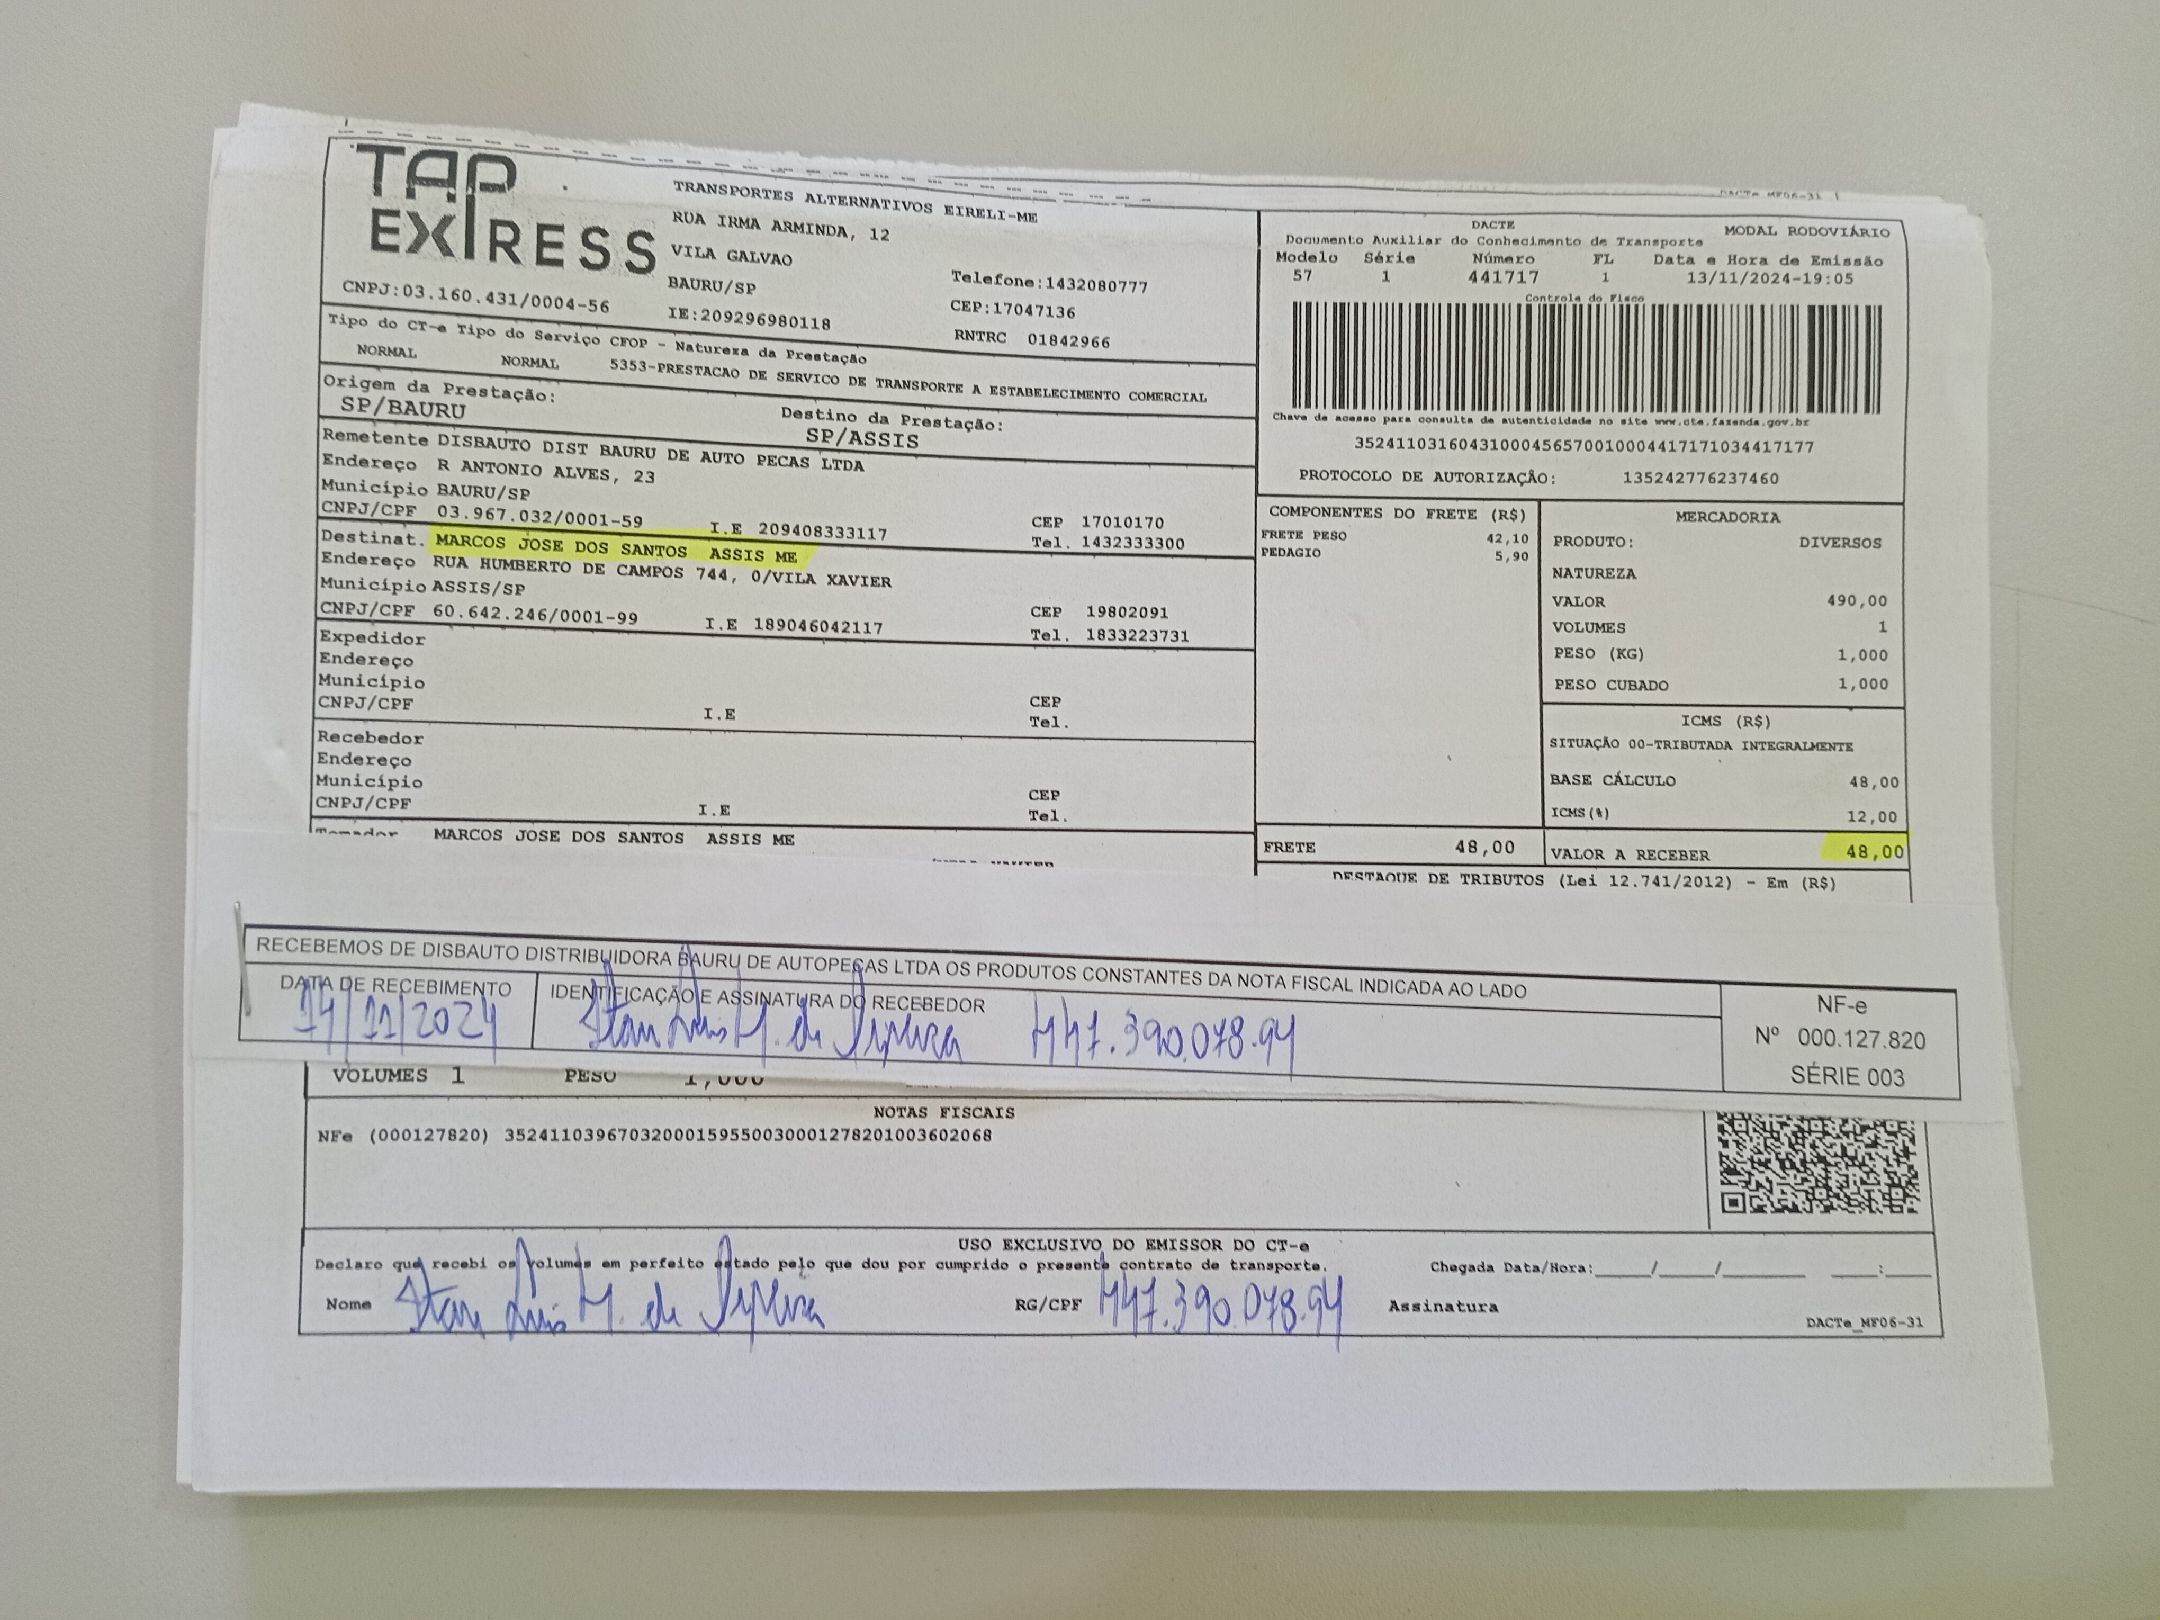 DACTe_MF06-31
TAP
EXPRESS
TRANSPORTES ALTERNATIVOS EIRELI-ME
RUA IRMA ARMINDA, 12
VILA GALVAO
BAURU/SP
Telefone:1432080777
CNPJ:03.160.431/0004-56
IE:209296980118
CEP:17047136
RNTRC 01842966
Tipo do CT-e Tipo do Serviço CFOP - Natureza da Prestação
NORMAL NORMAL 5353-PRESTACAO DE SERVICO DE TRANSPORTE A ESTABELECIMENTO COMERCIAL
Origem da Prestação:
SP/BAURU
Destino da Prestação:
SP/ASSIS
Remetente DISBAUTO DIST BAURU DE AUTO PECAS LTDA
Endereço R ANTONIO ALVES, 23
Município BAURU/SP
CNPJ/CPF 03.967.032/0001-59 I.E 209408333117
CEP 17010170
Tel. 1432333300
Destinat. MARCOS JOSE DOS SANTOS ASSIS ME
Endereço RUA HUMBERTO DE CAMPOS 744, 0/VILA XAVIER
Município ASSIS/SP
CNPJ/CPF 60.642.246/0001-99 I.E 189046042117
CEP 19802091
Tel. 1833223731
Expedidor
Endereço
Município
CNPJ/CPF I.E
CEP
Tel.
Recebedor
Endereço
Município
CNPJ/CPF I.E
CEP
Tel.
Tomador MARCOS JOSE DOS SANTOS ASSIS ME
DACTE
MODAL RODOVIÁRIO
Documento Auxiliar do Conhecimento de Transporte
Modelo Série Número FL Data e Hora de Emissão
57 1 441717 1 13/11/2024-19:05
Controle do Fisco
Chave de acesso para consulta de autenticidade no site www.cte.fazenda.gov.br
35241103160431000456570010004417171034417177
PROTOCOLO DE AUTORIZAÇÃO: 135242776237460
COMPONENTES DO FRETE (R$)
FRETE PESO 42,10
PEDAGIO 5,90
MERCADORIA
PRODUTO: DIVERSOS
NATUREZA
VALOR 490,00
VOLUMES 1
PESO (KG) 1,000
PESO CUBADO 1,000
ICMS (R$)
SITUAÇÃO 00-TRIBUTADA INTEGRALMENTE
BASE CÁLCULO 48,00
ICMS(%) 12,00
FRETE 48,00
VALOR A RECEBER 48,00
DESTAQUE DE TRIBUTOS (Lei 12.741/2012) - Em (R$)
RECEBEMOS DE DISBAUTO DISTRIBUIDORA BAURU DE AUTOPECAS LTDA OS PRODUTOS CONSTANTES DA NOTA FISCAL INDICADA AO LADO
DATA DE RECEBIMENTO
14/11/2024
IDENTIFICAÇÃO E ASSINATURA DO RECEBEDOR
Luis M. de 447.390.078.94
NF-e
Nº 000.127.820
SÉRIE 003
VOLUMES 1 PESO 1,000
NOTAS FISCAIS
NFe (000127820) 35241103967032000159550030001278201003602068
USO EXCLUSIVO DO EMISSOR DO CT-e
Declaro que recebi os volumes em perfeito estado pelo que dou por cumprido o presente contrato de transporte.
Chegada Data/Hora:____/____/______ ___:___
Nome Luis M. de
RG/CPF 447.390.078.94
Assinatura
DACTe_MF06-31